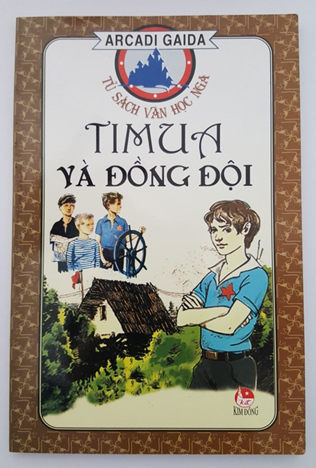 ARCADI GAIDA
TỦ SÁCH VĂN HỌC NGA
TIMUA
VÀ ĐỒNG ĐỘI
KIM ĐỒNG